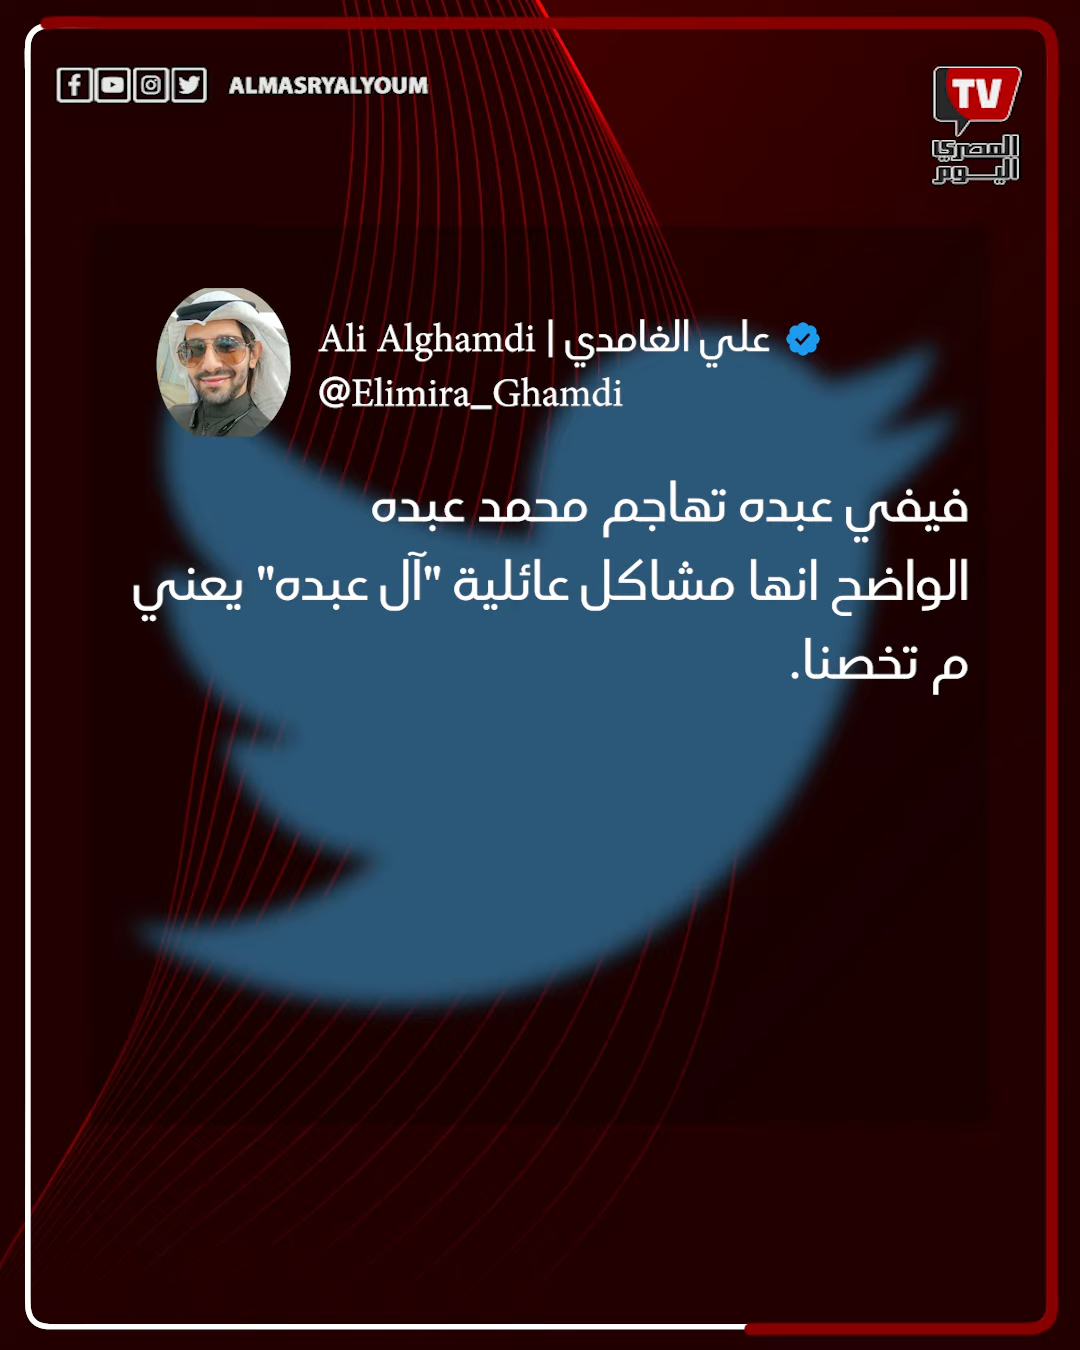 ALMASRYALYOUM
TV
المصري
اليوم
Ali Alghamdi | علي الغامدي
@Elimira_Ghamdi
فيفي عبده تهاجم محمد عبده
الواضح انها مشاكل عائلية "آل عبده" يعني
م تخصنا.